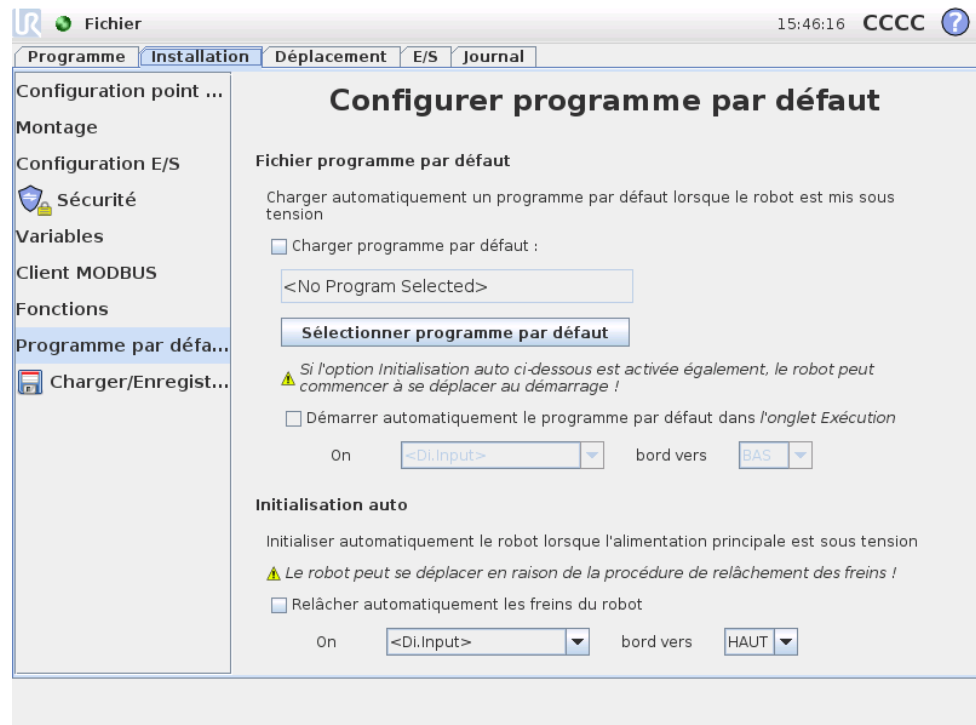 UR Fichier 15:46:16 CCCC ?
Programme Installation Déplacement E/S Journal
Configuration point ...
Montage
Configuration E/S
Sécurité
Variables
Client MODBUS
Fonctions
Programme par défa...
Charger/Enregist...
Configurer programme par défaut
Fichier programme par défaut
Charger automatiquement un programme par défaut lorsque le robot est mis sous
tension
Charger programme par défaut :
<No Program Selected>
Sélectionner programme par défaut
Si l'option Initialisation auto ci-dessous est activée également, le robot peut
commencer à se déplacer au démarrage !
Démarrer automatiquement le programme par défaut dans l'onglet Exécution
On <Di.Input> bord vers BAS
Initialisation auto
Initialiser automatiquement le robot lorsque l'alimentation principale est sous tension
Le robot peut se déplacer en raison de la procédure de relâchement des freins !
Relâcher automatiquement les freins du robot
On <Di.Input> bord vers HAUT